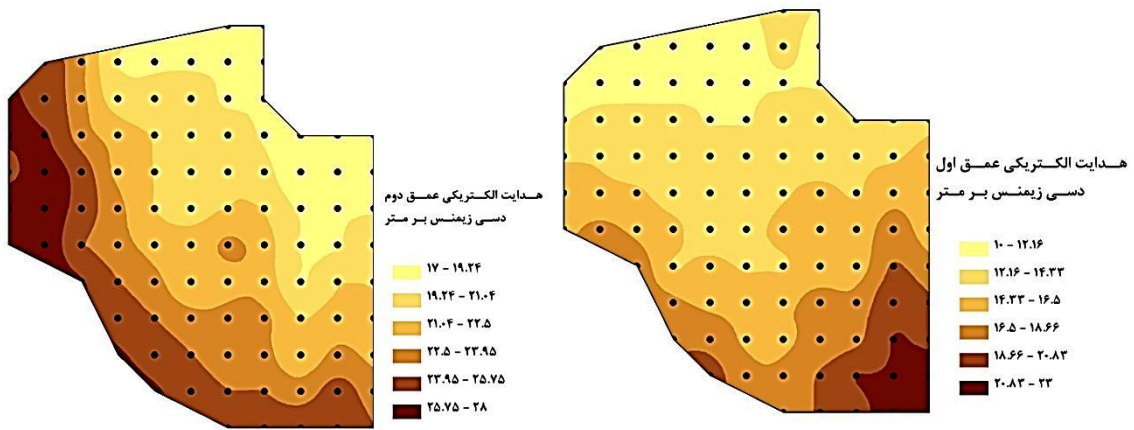 هدایت الکتریکی عمق اول
دسی زیمنس بر متر
۱۰ - ۱۲.۱۶
۱۲.۱۶ - ۱۴.۳۳
۱۴.۳۳ - ۱۶.۵
۱۶.۵ - ۱۸.۶۶
۱۸.۶۶ - ۲۰.۸۳
۲۰.۸۳ - ۲۳
هدایت الکتریکی عمق دوم
دسی زیمنس بر متر
۱۷ - ۱۹.۲۴
۱۹.۲۴ - ۲۱.۰۴
۲۱.۰۴ - ۲۲.۵
۲۲.۵ - ۲۳.۹۵
۲۳.۹۵ - ۲۵.۷۵
۲۵.۷۵ - ۲۸